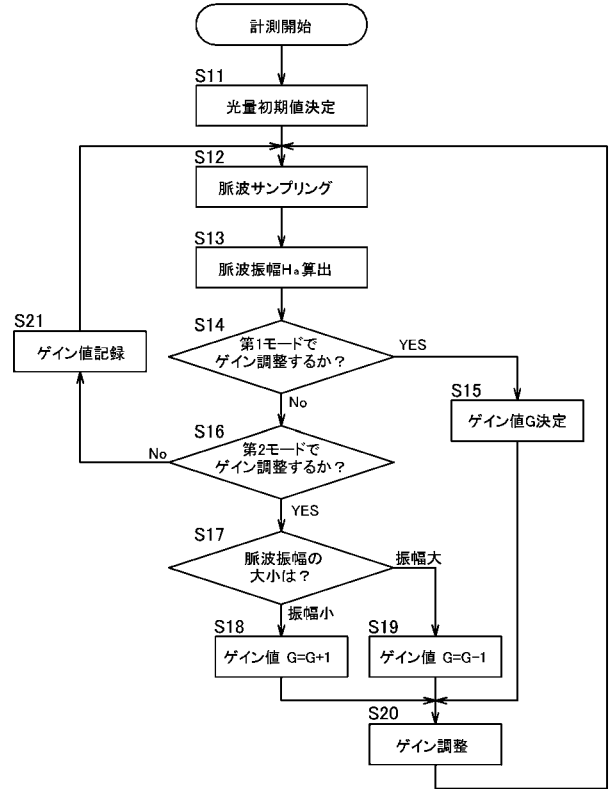 計測開始
S11
光量初期値決定
S12
脈波サンプリング
S13
脈波振幅Hₐ算出
S21
ゲイン値記録
S14
第1モードで
ゲイン調整するか？
YES
S15
ゲイン値G決定
No
S16
第2モードで
ゲイン調整するか？
No
YES
S17
脈波振幅の
大小は？
振幅大
振幅小
S18
ゲイン値 G=G+1
S19
ゲイン値 G=G−1
S20
ゲイン調整